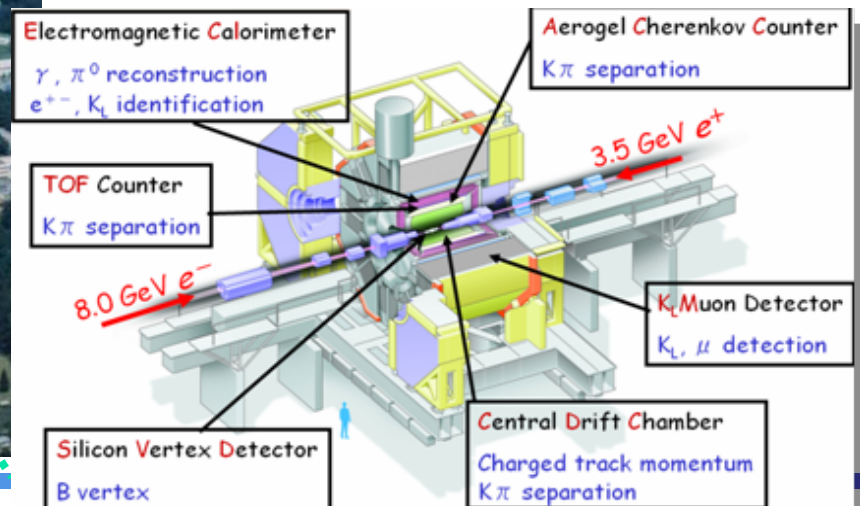 Electromagnetic Calorimeter
γ, π⁰ reconstruction
e⁺⁻, K_L identification
Aerogel Cherenkov Counter
Kπ separation
3.5 GeV e⁺
TOF Counter
Kπ separation
8.0 GeV e⁻
K_LMuon Detector
K_L, μ detection
Central Drift Chamber
Charged track momentum
Kπ separation
Silicon Vertex Detector
B vertex